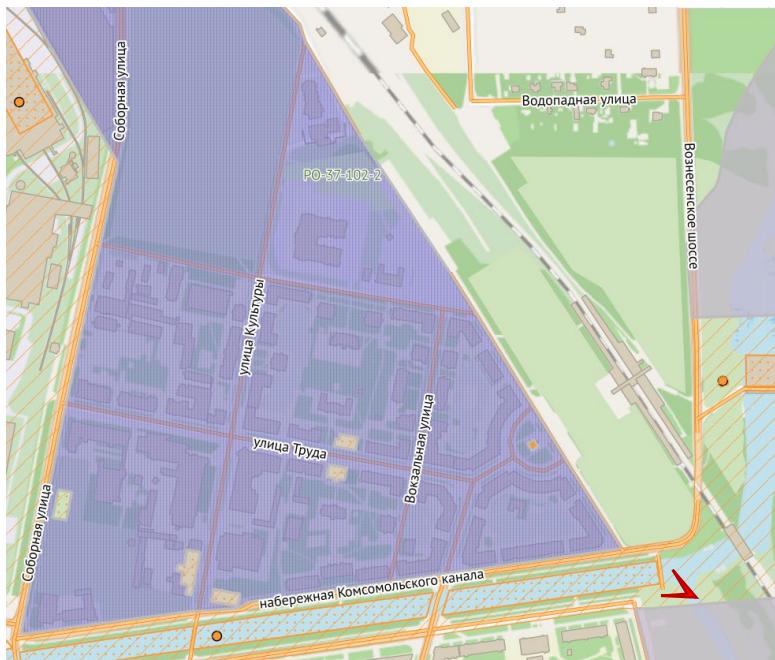 Соборная улица
Водопадная улица
Вознесенское шоссе
РО-37-102-2
улица Культуры
улица Труда
Вокзальная улица
Соборная улица
набережная Комсомольского канала